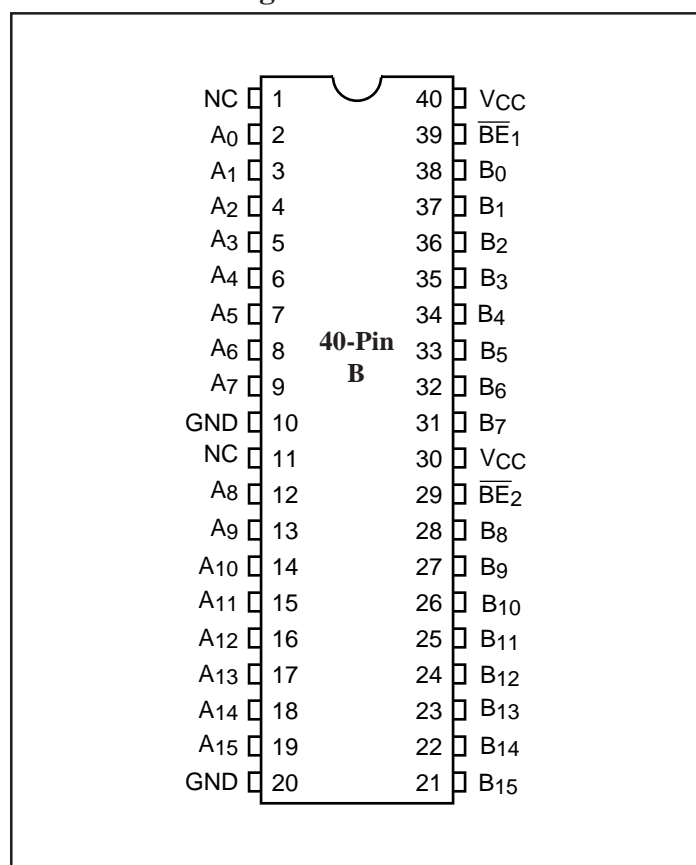 NC 1 40 VCC
A0 2 39 B̅E̅1
A1 3 38 B0
A2 4 37 B1
A3 5 36 B2
A4 6 35 B3
A5 7 34 B4
A6 8 33 B5
A7 9 32 B6
GND 10 31 B7
NC 11 30 VCC
A8 12 29 B̅E̅2
A9 13 28 B8
A10 14 27 B9
A11 15 26 B10
A12 16 25 B11
A13 17 24 B12
A14 18 23 B13
A15 19 22 B14
GND 20 21 B15
40-Pin
B